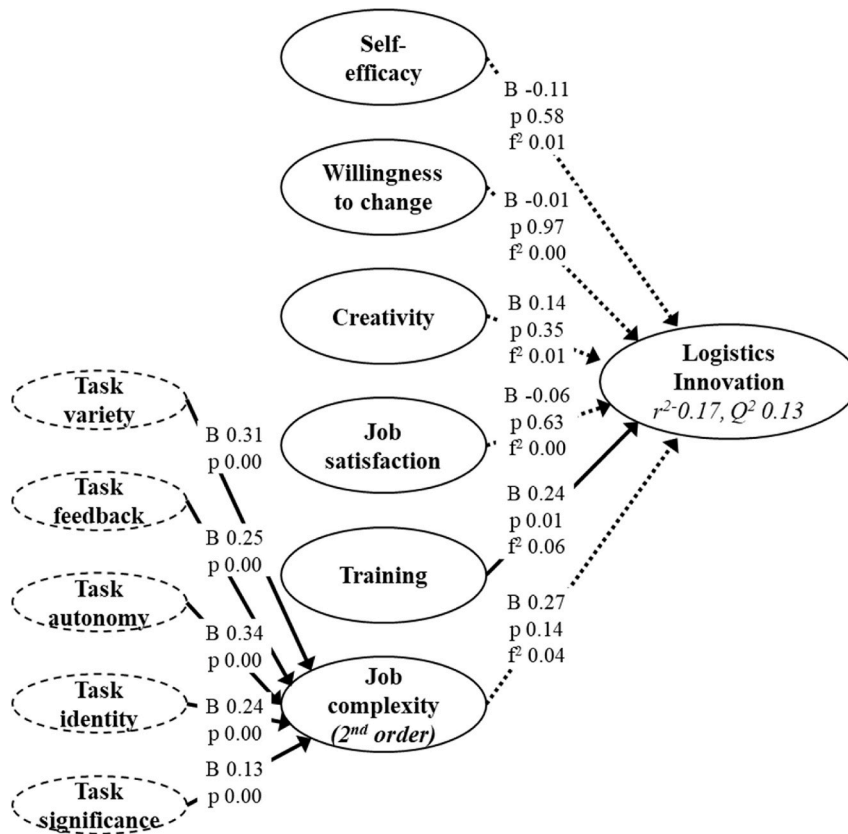 Self-
efficacy
B -0.11
p 0.58
f² 0.01
Willingness
to change
B -0.01
p 0.97
f² 0.00
Creativity
B 0.14
p 0.35
f² 0.01
Logistics
Innovation
r²-0.17, Q² 0.13
Job
satisfaction
B -0.06
p 0.63
f² 0.00
Training
B 0.24
p 0.01
f² 0.06
Job
complexity
(2nd order)
B 0.27
p 0.14
f² 0.04
Task
variety
B 0.31
p 0.00
Task
feedback
B 0.25
p 0.00
Task
autonomy
B 0.34
p 0.00
Task
identity
B 0.24
p 0.00
Task
significance
B 0.13
p 0.00